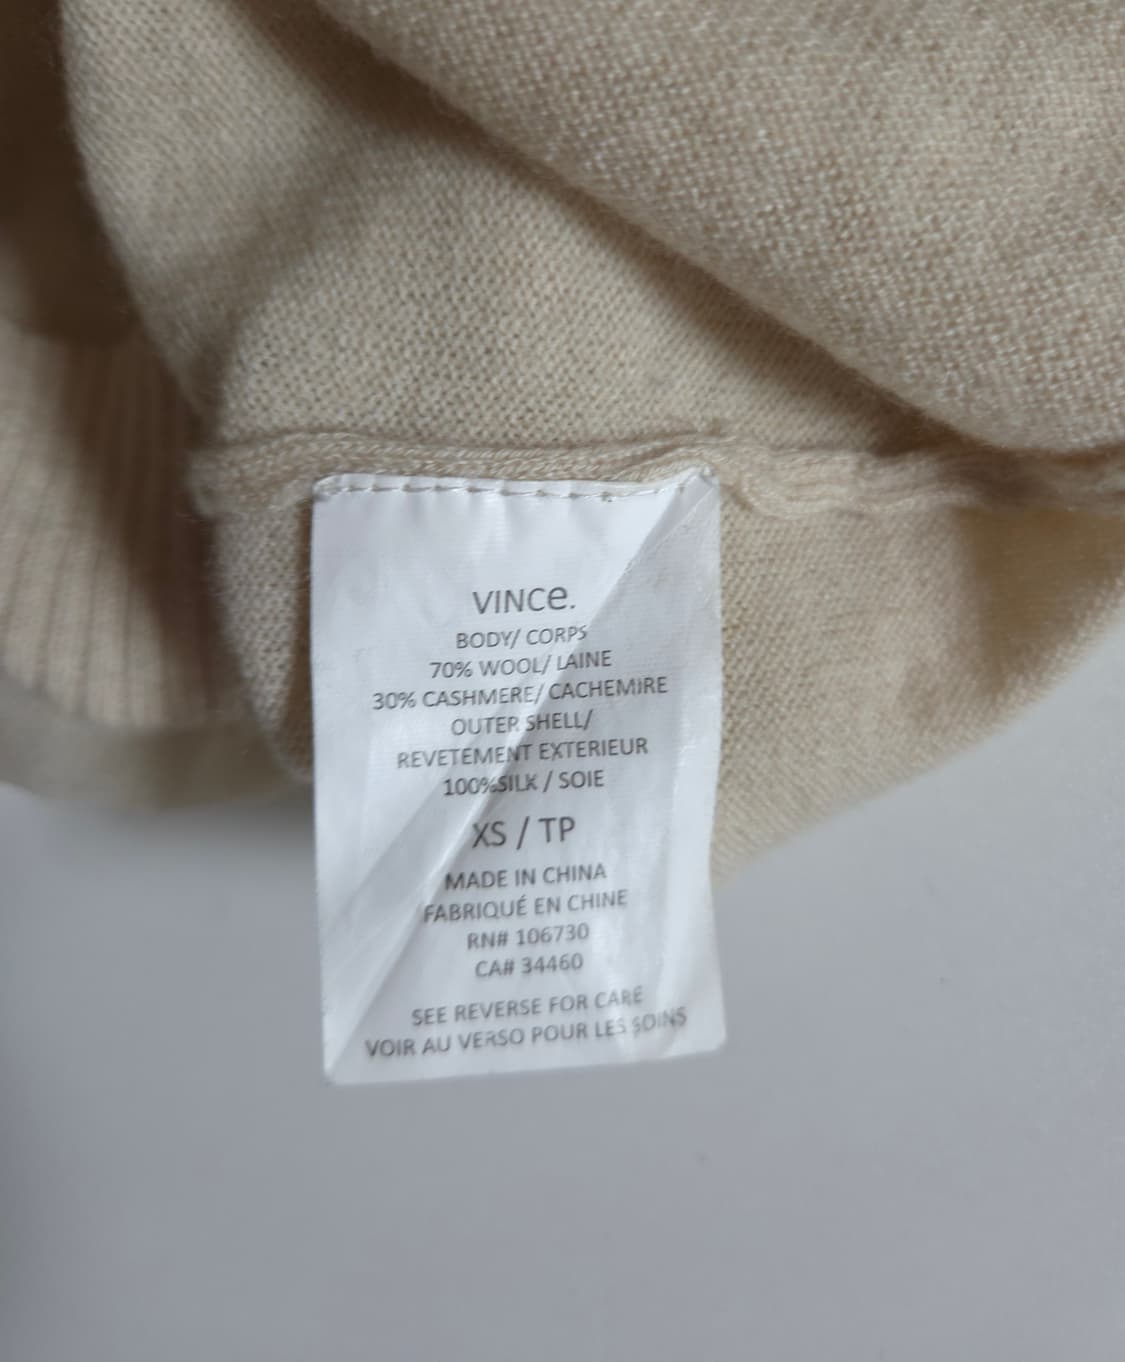 VINCe.
BODY/ CORPS
70% WOOL/ LAINE
30% CASHMERE/ CACHEMIRE
OUTER SHELL/
REVETEMENT EXTERIEUR
100%SILK / SOIE
XS / TP
MADE IN CHINA
FABRIQUÉ EN CHINE
RN# 106730
CA# 34460
SEE REVERSE FOR CARE
VOIR AU VERSO POUR LES SOINS